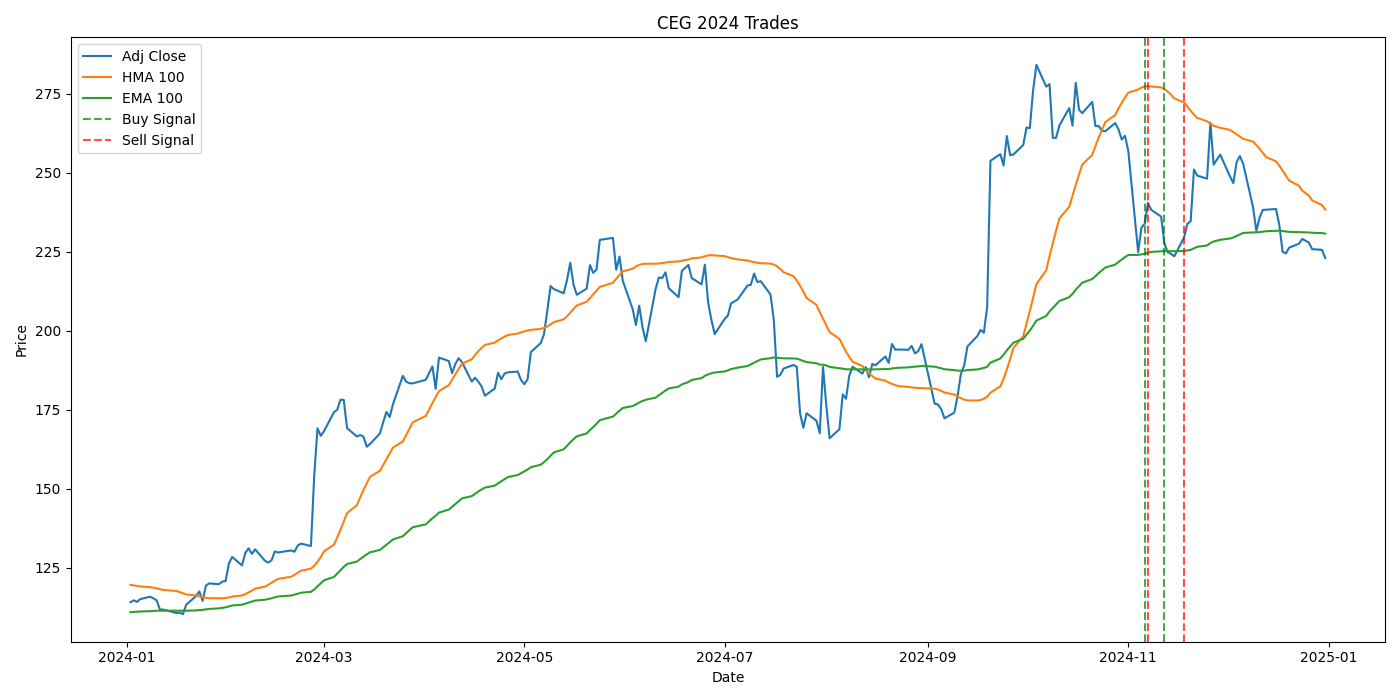 CEG 2024 Trades
Adj Close
HMA 100
EMA 100
Buy Signal
Sell Signal
Price
275
250
225
200
175
150
125
2024-01 2024-03 2024-05 2024-07 2024-09 2024-11 2025-01
Date